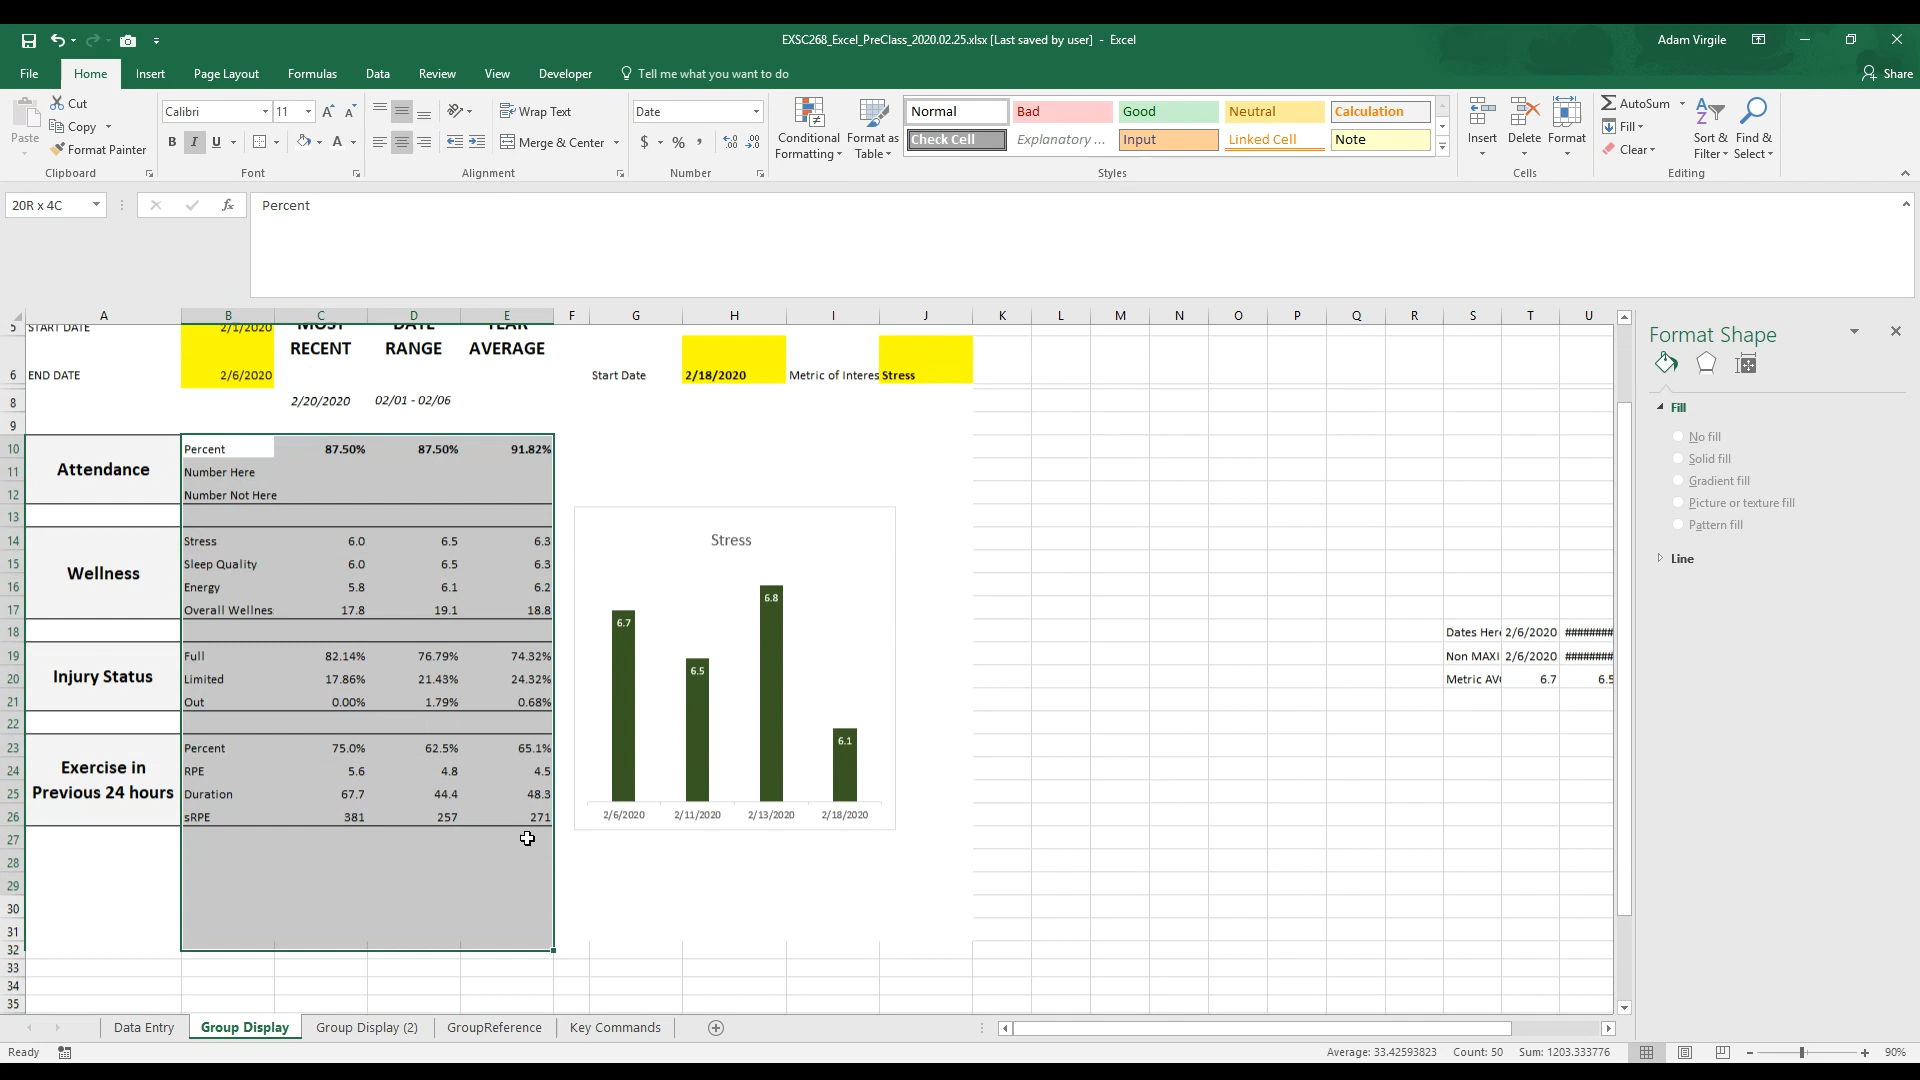 EXSC268_Excel_PreClass_2020.02.25.xlsx [Last saved by user] - Excel
Adam Virgile
File Home Insert Page Layout Formulas Data Review View Developer Tell me what you want to do
Share
Paste
Cut
Copy
Format Painter
Clipboard
Calibri 11
B I U
Font
Wrap Text
Merge & Center
Alignment
Date
$ % ,
Number
Conditional Formatting
Format as Table
Normal Bad Good Neutral Calculation
Check Cell Explanatory ... Input Linked Cell Note
Styles
Insert Delete Format
Cells
AutoSum
Fill
Clear
Sort & Filter
Find & Select
Editing
20R x 4C fx Percent
A B C D E F G H I J K L M N O P Q R S T U
5 START DATE 2/1/2020 MOST DATE YEAR
RECENT RANGE AVERAGE
6 END DATE 2/6/2020 Start Date 2/18/2020 Metric of Interes Stress
8 2/20/2020 02/01 - 02/06
9
10 Percent 87.50% 87.50% 91.82%
Attendance
11 Number Here
12 Number Not Here
13
14 Stress 6.0 6.5 6.3
15 Sleep Quality 6.0 6.5 6.3
Wellness
16 Energy 5.8 6.1 6.2
17 Overall Wellnes 17.8 19.1 18.8
18 Dates Her 2/6/2020 ########
19 Full 82.14% 76.79% 74.32% Non MAXI 2/6/2020 ########
Injury Status
20 Limited 17.86% 21.43% 24.32% Metric AV 6.7 6.5
21 Out 0.00% 1.79% 0.68%
22
23 Percent 75.0% 62.5% 65.1%
Exercise in
24 RPE 5.6 4.8 4.5
Previous 24 hours
25 Duration 67.7 44.4 48.3
26 sRPE 381 257 271
27
28
29
30
31
32
33
34
35
Stress
6.7 6.5 6.8 6.1
2/6/2020 2/11/2020 2/13/2020 2/18/2020
Format Shape
Fill
No fill
Solid fill
Gradient fill
Picture or texture fill
Pattern fill
Line
Data Entry Group Display Group Display (2) GroupReference Key Commands
Ready
Average: 33.42593823 Count: 50 Sum: 1203.333776
90%